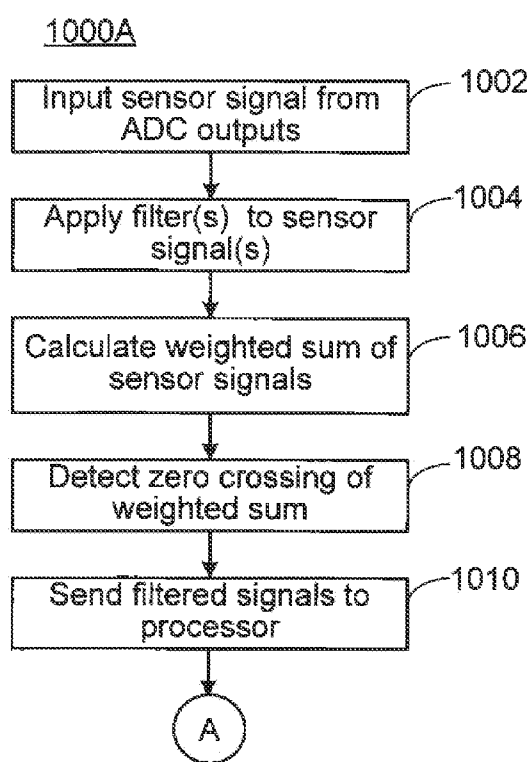 1000A
Input sensor signal from
ADC outputs
1002
Apply filter(s) to sensor
signal(s)
1004
Calculate weighted sum of
sensor signals
1006
Detect zero crossing of
weighted sum
1008
Send filtered signals to
processor
1010
A